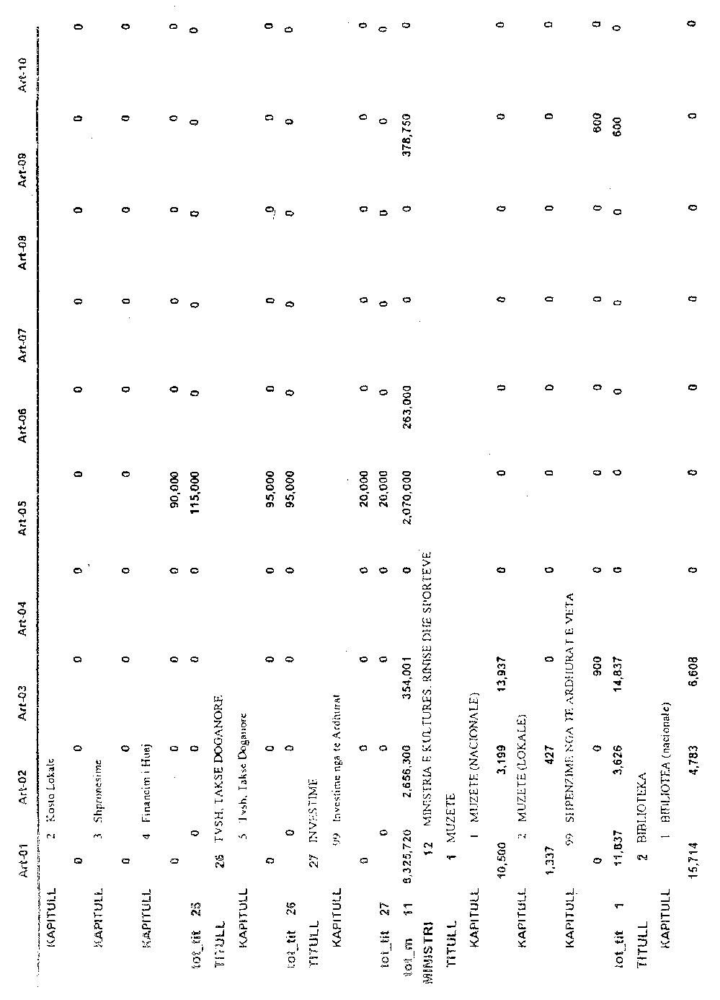 Art-01 Art-02 Art-03 Art-04 Art-05 Art-06 Art-07 Art-08 Art-09 Art-10
KAPITULL 2 Kosto Lokale
0 0 0 0 0 0 0 0 0 0
KAPITULL 3 Shpronesime
0 0 0 0 0 0 0 0 0 0
KAPITULL 4 Financim i Huaj
0 0 0 0 90,000 0 0 0 0 0
tot_tit 25 0 0 0 115,000 0 0 0 0 0
TITULL 26 TVSH, TAKSE DOGANORE
KAPITULL 5 Tvsh, Takse Doganore
0 0 0 0 95,000 0 0 0 0 0
tot_tit 26 0 0 0 95,000 0 0 0 0 0
TITULL 27 INVESTIME
KAPITULL 99 Investime nga te Ardhurat
0 0 0 0 20,000 0 0 0 0 0
tot_tit 27 0 0 0 20,000 0 0 0 0 0
tot_m 11 8,325,720 2,656,300 354,001 0 2,070,000 263,000 0 0 378,750 0
MINISTRI 12 MINISTRIA E KULTURES, RINISE DHE SPORTEVE
TITULL 1 MUZETE
KAPITULL 1 MUZETE (NACIONALE)
10,500 3,199 13,937 0 0 0 0 0 0 0
KAPITULL 2 MUZETE (LOKALE)
1,337 427 0 0 0 0 0 0 0 0
KAPITULL 99 SHPENZIME NGA TE ARDHURAT E VETA
0 0 900 0 0 0 0 0 600 0
tot_tit 1 11,837 3,626 14,837 0 0 0 0 0 600 0
TITULL 2 BIBLIOTEKA
KAPITULL 1 BIBLIOTEA (nacionale)
15,714 4,783 6,608 0 0 0 0 0 0 0